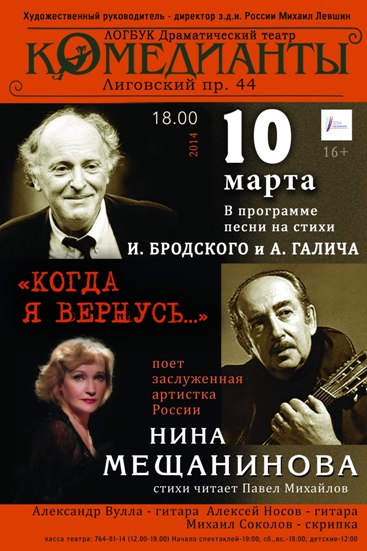 Художественный руководитель - директор з.д.и. России Михаил Левшин
ЛОГБУК Драматический театр
КОМЕДИАНТЫ
Лиговский пр. 44
18.00
2014
10
марта
16+
В программе
песни на стихи
И. БРОДСКОГО и А. ГАЛИЧА
«КОГДА
Я ВЕРНУСЬ...»
поет
заслуженная
артистка
России
НИНА
МЕЩАНИНОВА
стихи читает Павел Михайлов
Александр Вулла - гитара Алексей Носов - гитара
Михаил Соколов - скрипка
касса театра: 764-01-14 (12.00-19.00) Начало спектаклей-19:00; сб.,вс.-18:00; детские-12:00